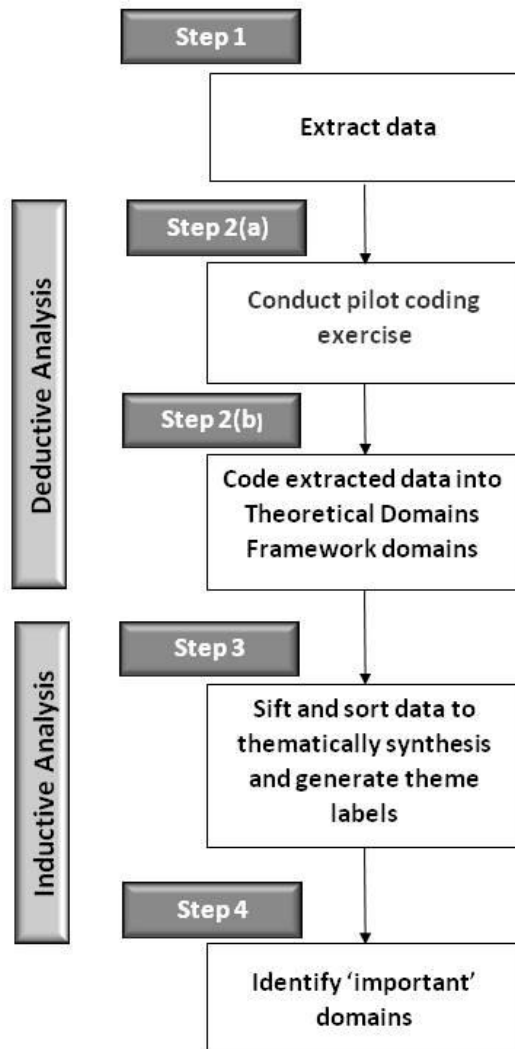 Step 1
Extract data
Deductive Analysis
Step 2(a)
Conduct pilot coding
exercise
Step 2(b)
Code extracted data into
Theoretical Domains
Framework domains
Inductive Analysis
Step 3
Sift and sort data to
thematically synthesis
and generate theme
labels
Step 4
Identify ‘important’
domains